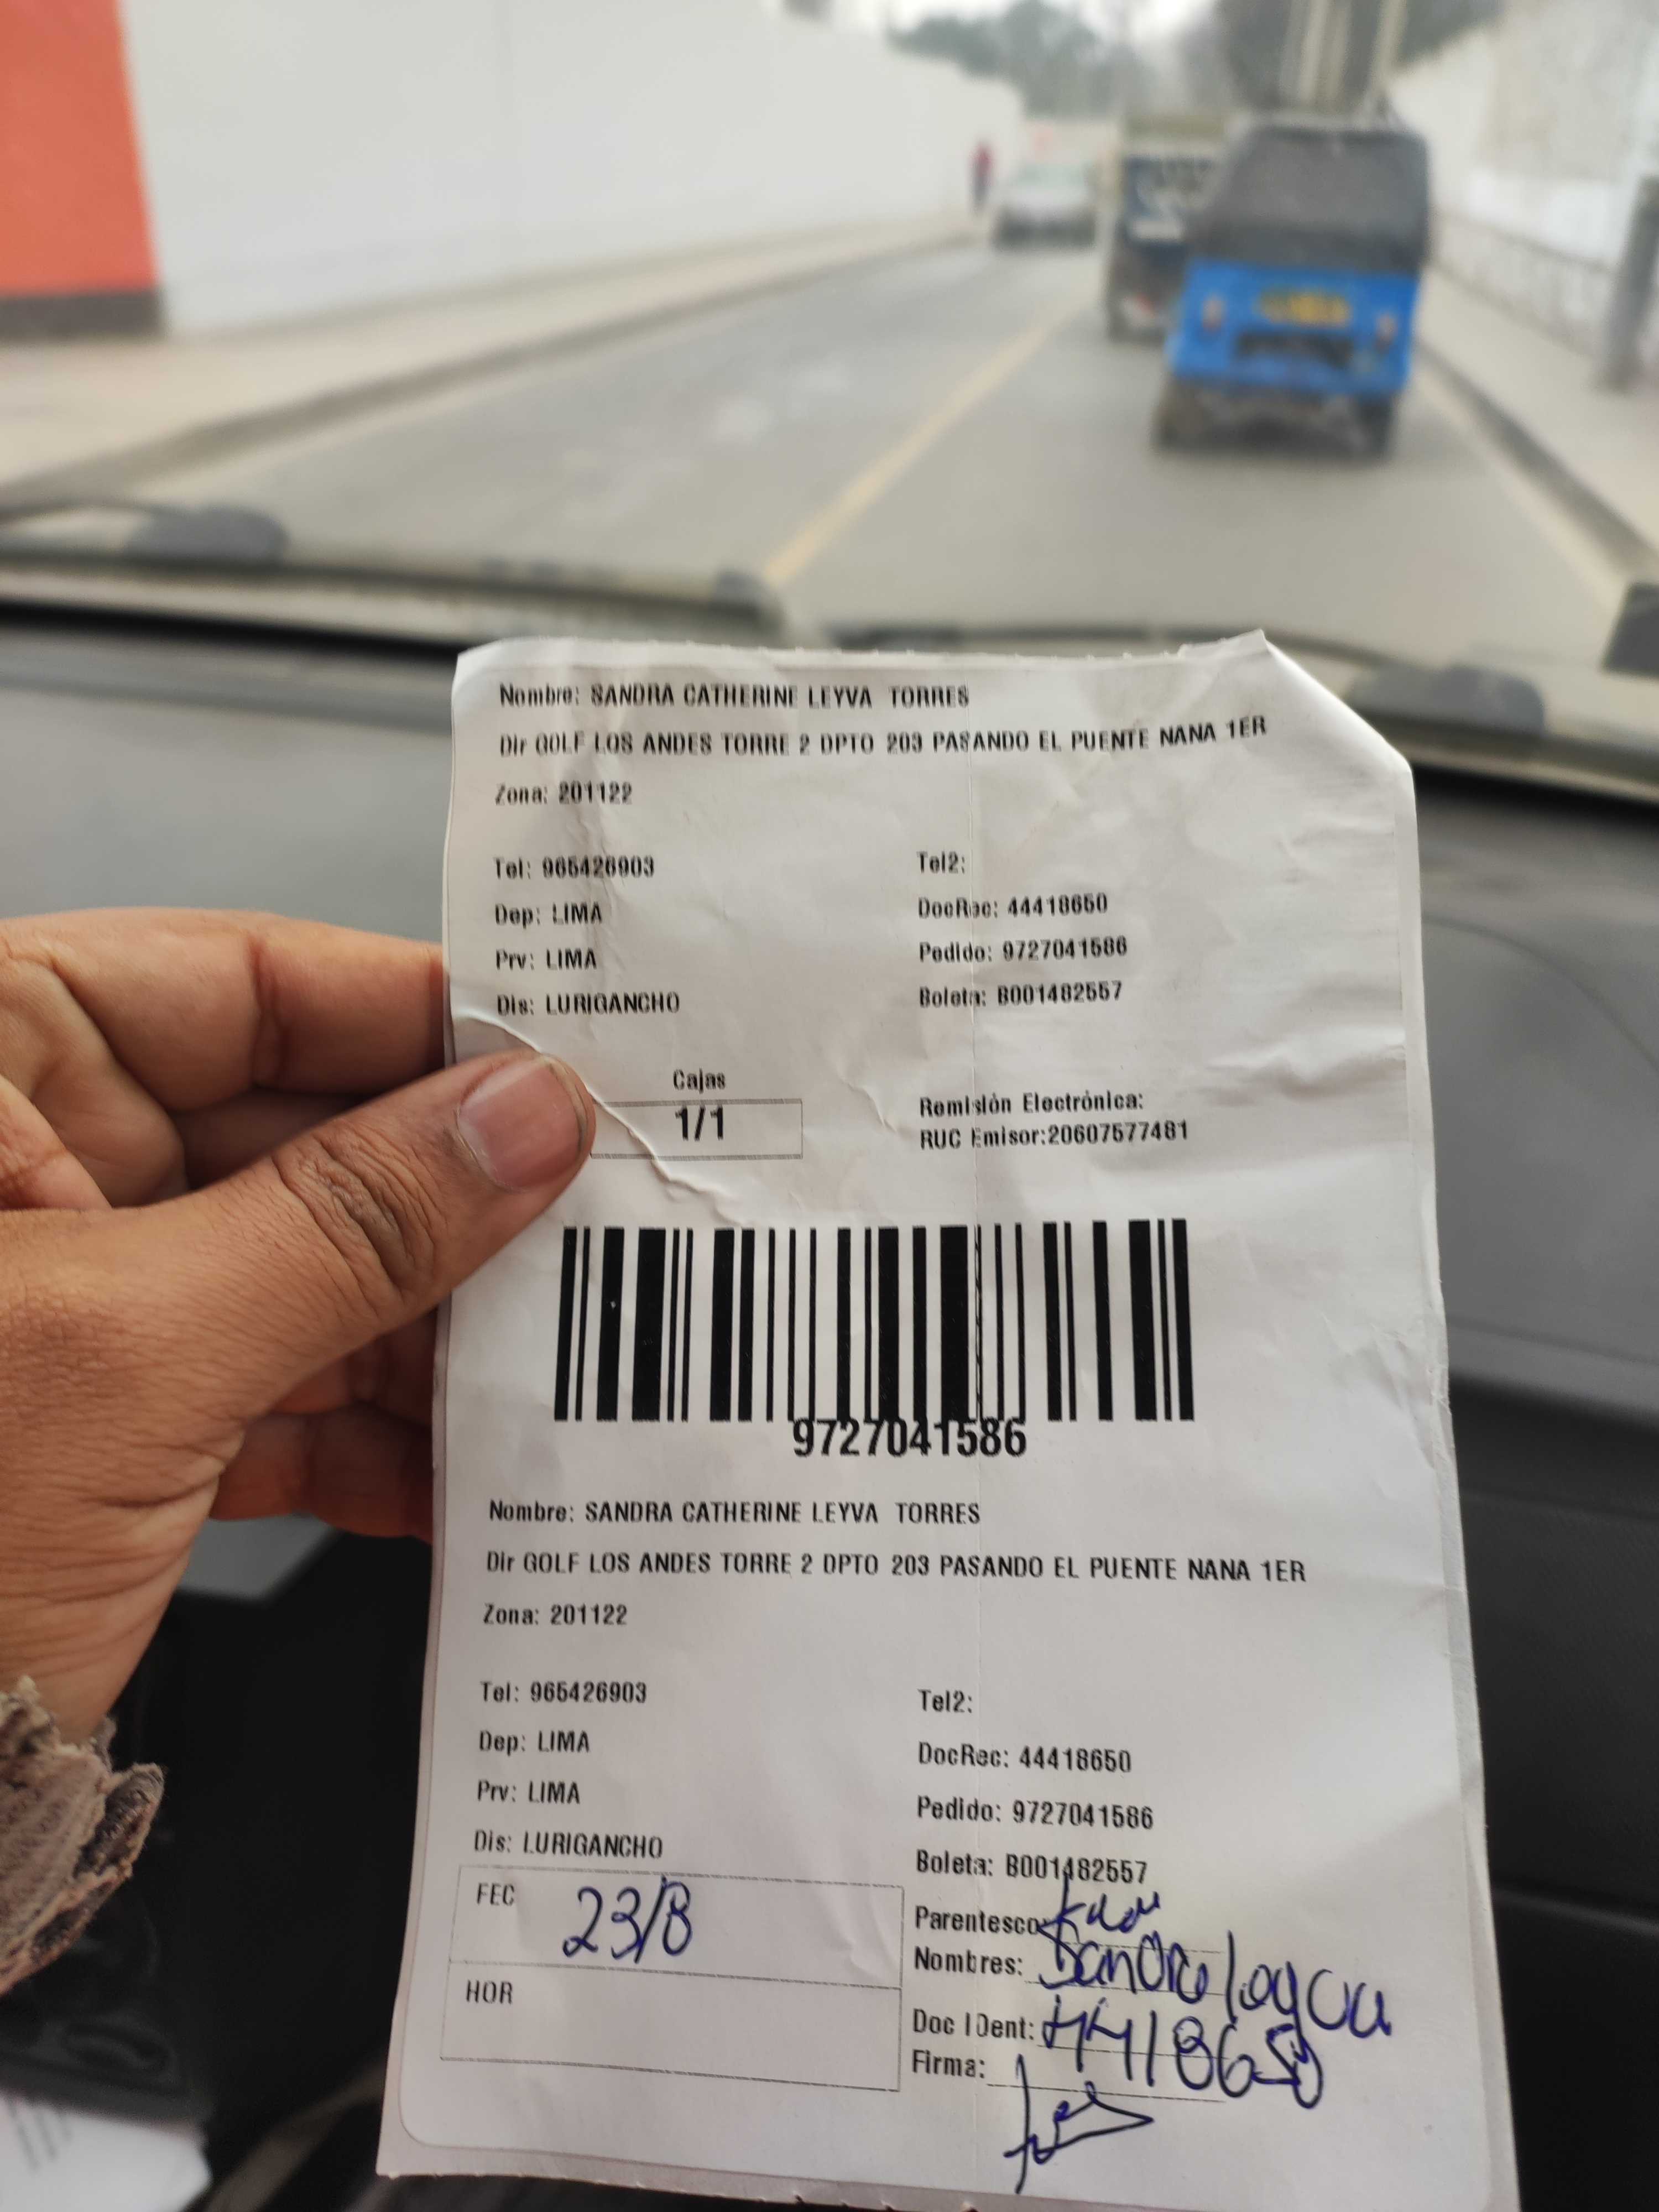 Nombre: SANDRA CATHERINE LEYVA TORRES
Dir GOLF LOS ANDES TORRE 2 DPTO 203 PASANDO EL PUENTE NANA 1ER
Zona: 201122
Tel: 965426903 Tel2:
Dep: LIMA DocRec: 44418650
Prv: LIMA Pedido: 9727041586
Dis: LURIGANCHO Boleta: B001482557
Cajas
1/1
Remisión Electrónica:
RUC Emisor:20607577481
9727041586
Nombre: SANDRA CATHERINE LEYVA TORRES
Dir GOLF LOS ANDES TORRE 2 DPTO 203 PASANDO EL PUENTE NANA 1ER
Zona: 201122
Tel: 965426903 Tel2:
Dep: LIMA DocRec: 44418650
Prv: LIMA Pedido: 9727041586
Dis: LURIGANCHO Boleta: B001482557
FEC 23/8
Parentesco
Nombres: Sandra Leyva
HOR
Doc IDent: 44418650
Firma: